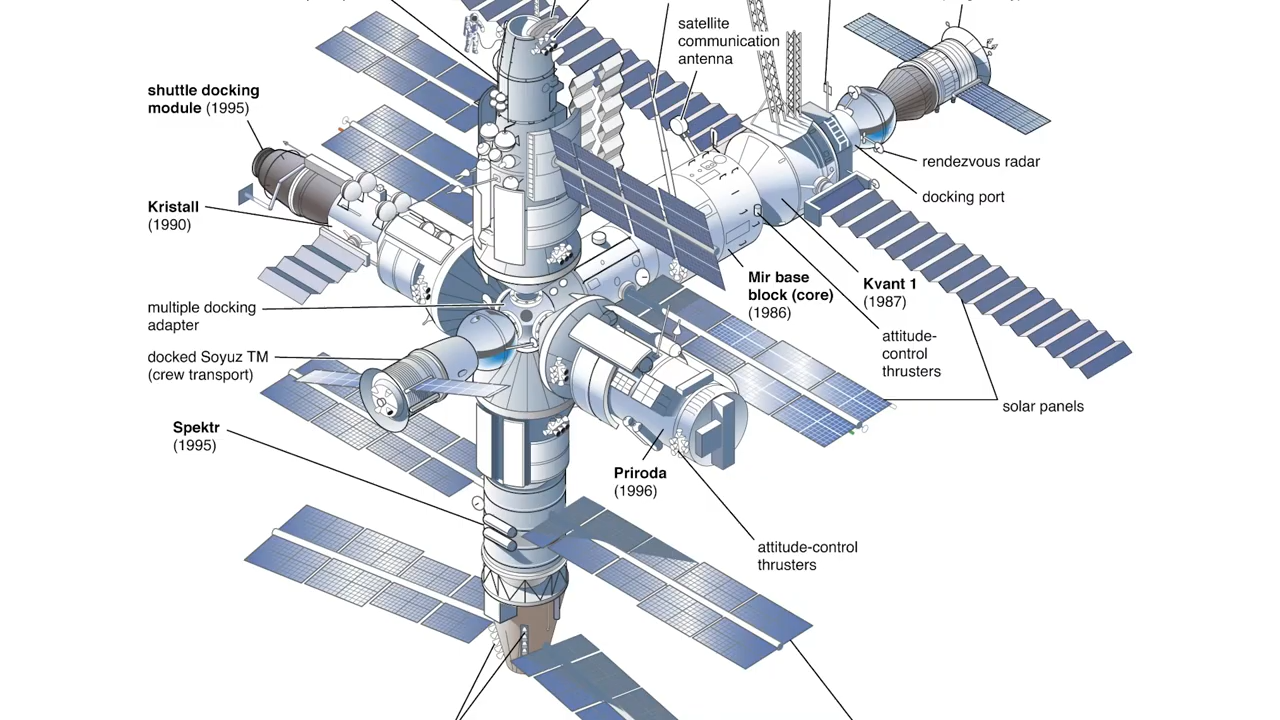 satellite
communication
antenna
shuttle docking
module (1995)
rendezvous radar
docking port
Kristall
(1990)
Mir base
block (core)
(1986)
Kvant 1
(1987)
multiple docking
adapter
attitude-
control
thrusters
docked Soyuz TM
(crew transport)
solar panels
Spektr
(1995)
Priroda
(1996)
attitude-control
thrusters